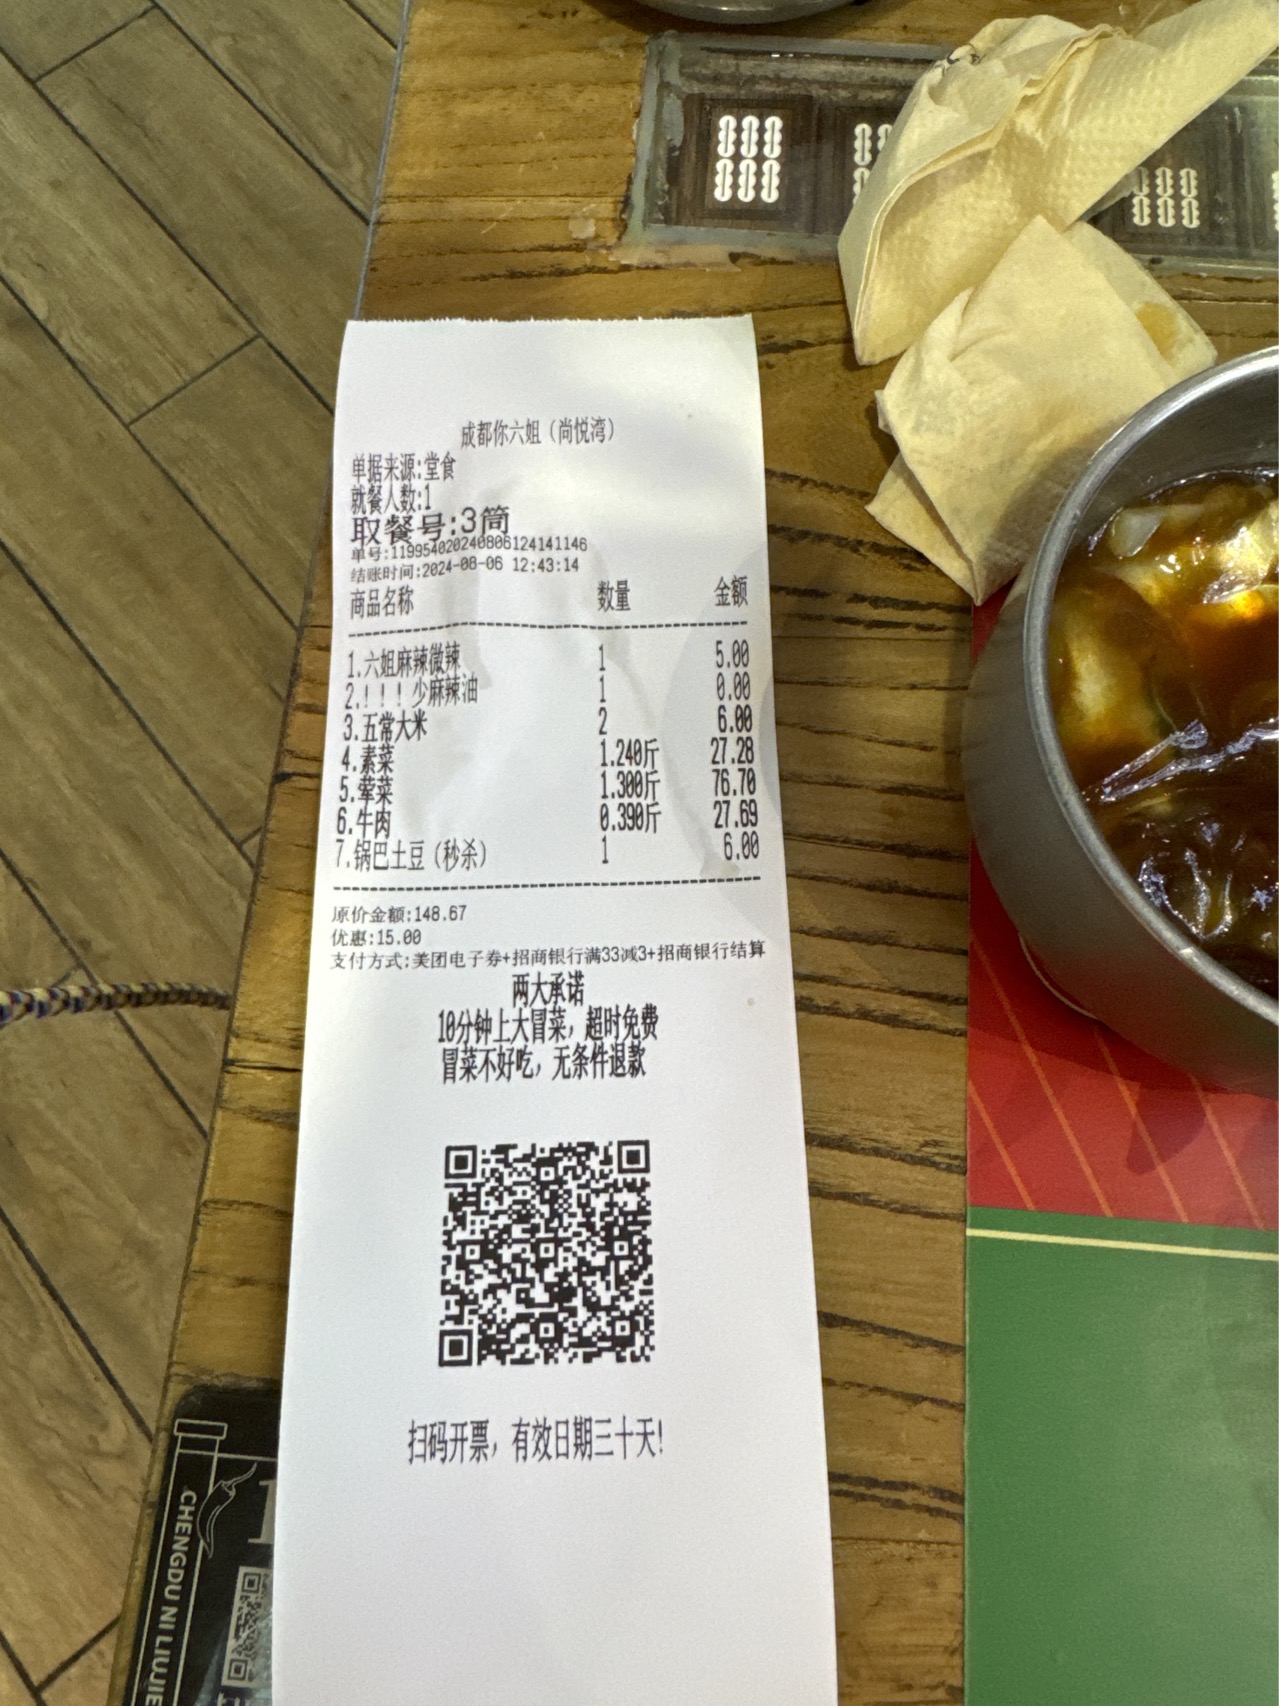 成都你六姐（尚悦湾）
单据来源:堂食
就餐人数:1
取餐号:3筒
单号:11995402024080612414​1146
结账时间:2024-08-06 12:43:14
商品名称 数量 金额
1.六姐麻辣微辣 1 5.00
2.！！！少麻辣油 1 0.00
3.五常大米 2 6.00
4.素菜 1.240斤 27.28
5.荤菜 1.300斤 76.70
6.牛肉 0.390斤 27.69
7.锅巴土豆（秒杀） 1 6.00
原价金额:148.67
优惠:15.00
支付方式:美团电子券+招商银行满33减3+招商银行结算
两大承诺
10分钟上大冒菜，超时免费
冒菜不好吃，无条件退款
扫码开票，有效日期三十天!
CHENGDU NI LIUJIE